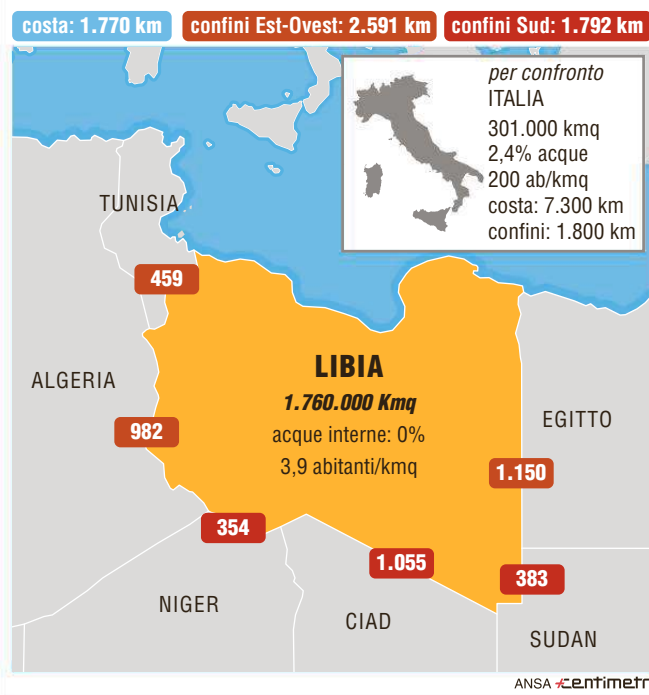 costa: 1.770 km
confini Est-Ovest: 2.591 km
confini Sud: 1.792 km
per confronto
ITALIA
301.000 kmq
2,4% acque
200 ab/kmq
costa: 7.300 km
confini: 1.800 km
TUNISIA
459
ALGERIA
LIBIA
1.760.000 Kmq
acque interne: 0%
3,9 abitanti/kmq
EGITTO
982
1.150
354
1.055
383
NIGER
CIAD
SUDAN
ANSA centimetr